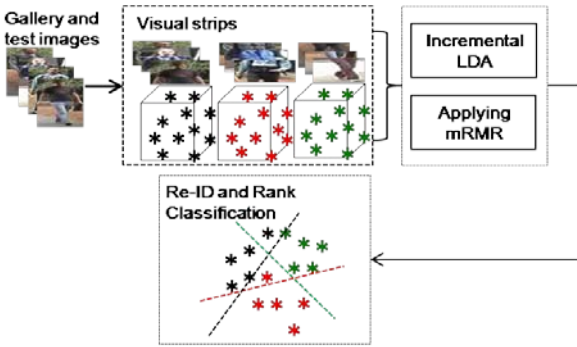 Gallery and
test images
Visual strips
Incremental
LDA
Applying
mRMR
Re-ID and Rank
Classification